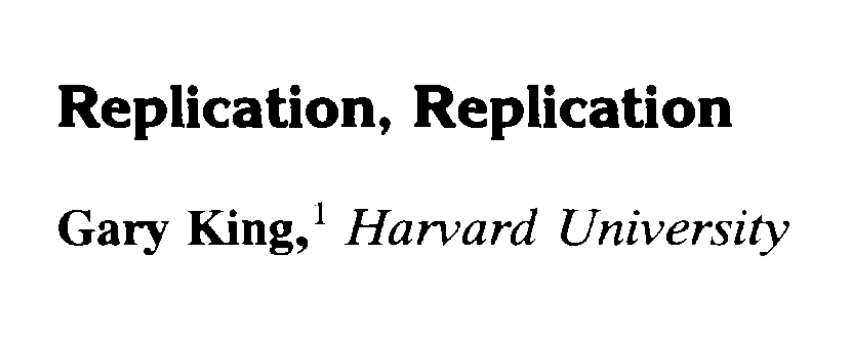 Replication, Replication
Gary King,¹ Harvard University